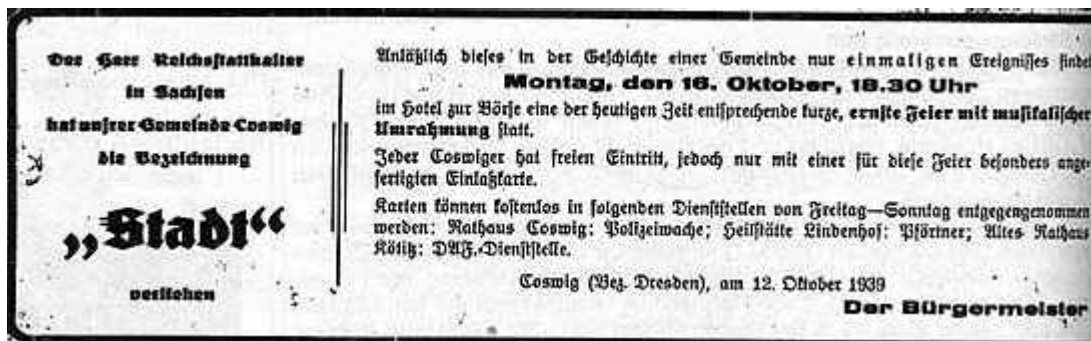 Der Herr Reichsstatthalter
in Sachsen
hat unsrer Gemeinde Coswig
die Bezeichnung
„Stadt“
verliehen
Anläßlich dieses in der Geschichte einer Gemeinde nur einmaligen Ereignisses findet
Montag, den 16. Oktober, 18.30 Uhr
im Hotel zur Börse eine der heutigen Zeit entsprechende kurze, ernste Feier mit musikalischer
Umrahmung statt.
Jeder Coswiger hat freien Eintritt, jedoch nur mit einer für diese Feier besonders ange-
fertigten Einlaßkarte.
Karten können kostenlos in folgenden Dienststellen von Freitag—Sonntag entgegengenommen
werden: Rathaus Coswig: Polizeiwache; Heilstätte Lindenhof: Pförtner; Altes Rathaus
Kötitz: DAF.-Dienststelle.
Coswig (Bez. Dresden), am 12. Oktober 1939
Der Bürgermeister